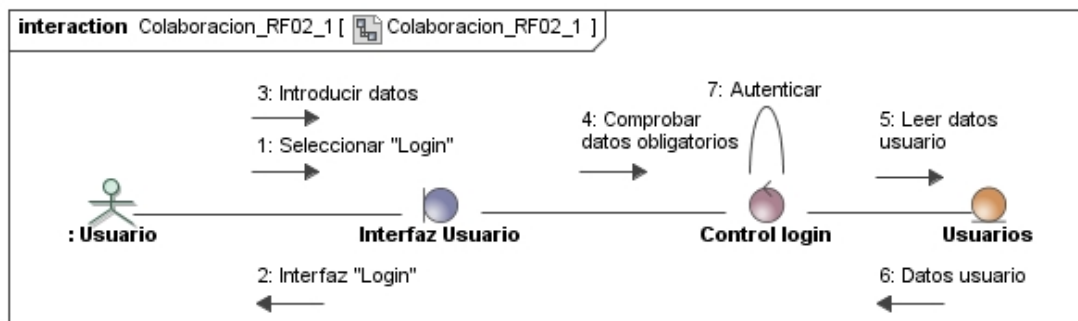 interaction Colaboracion_RF02_1 [ Colaboracion_RF02_1 ]
3: Introducir datos
1: Seleccionar "Login"
4: Comprobar
datos obligatorios
7: Autenticar
5: Leer datos
usuario
: Usuario
Interfaz Usuario
Control login
Usuarios
2: Interfaz "Login"
6: Datos usuario